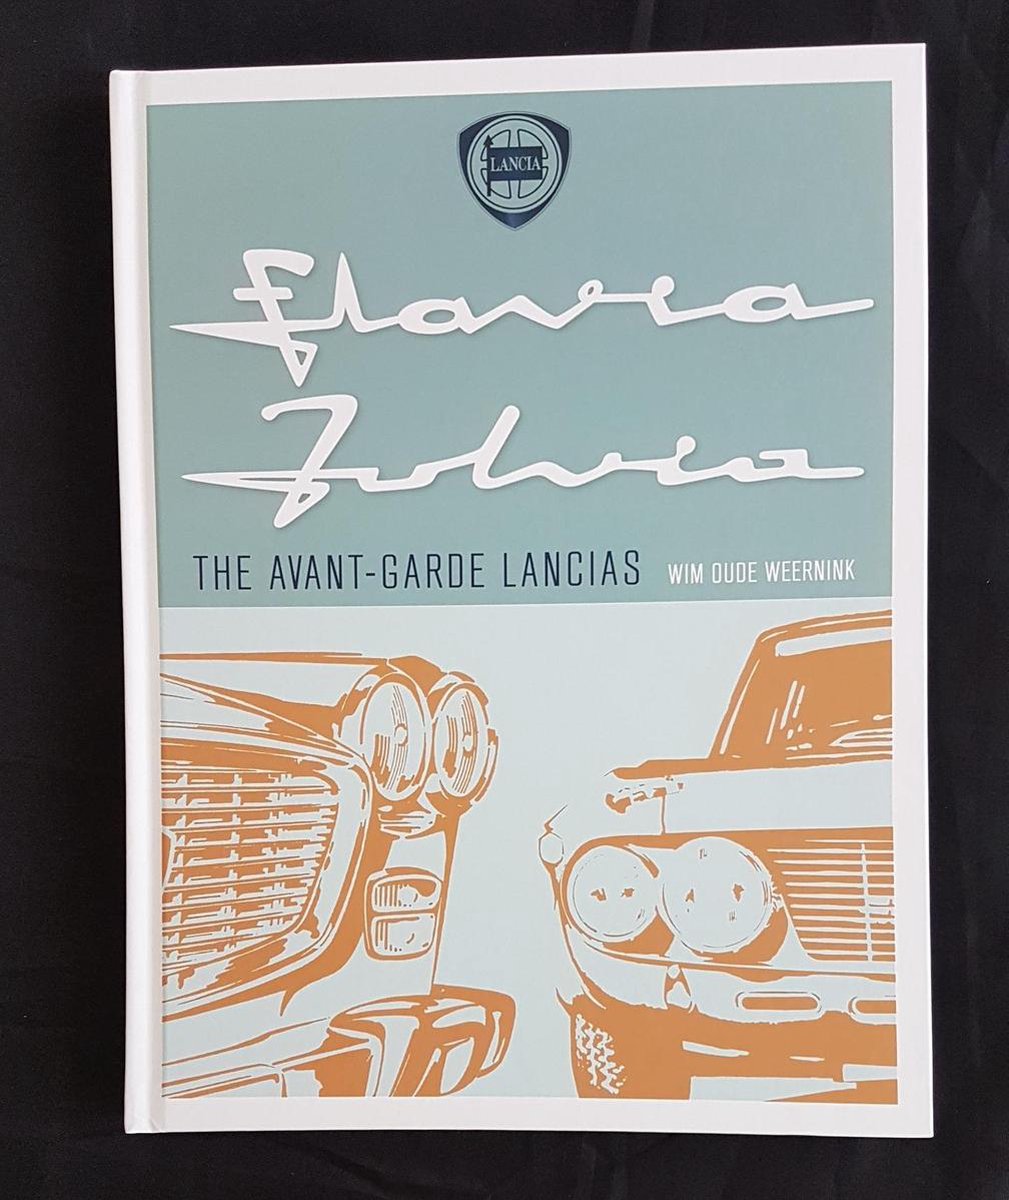 LANCIA
Flavia
Fulvia
THE AVANT-GARDE LANCIAS WIM OUDE WEERNINK